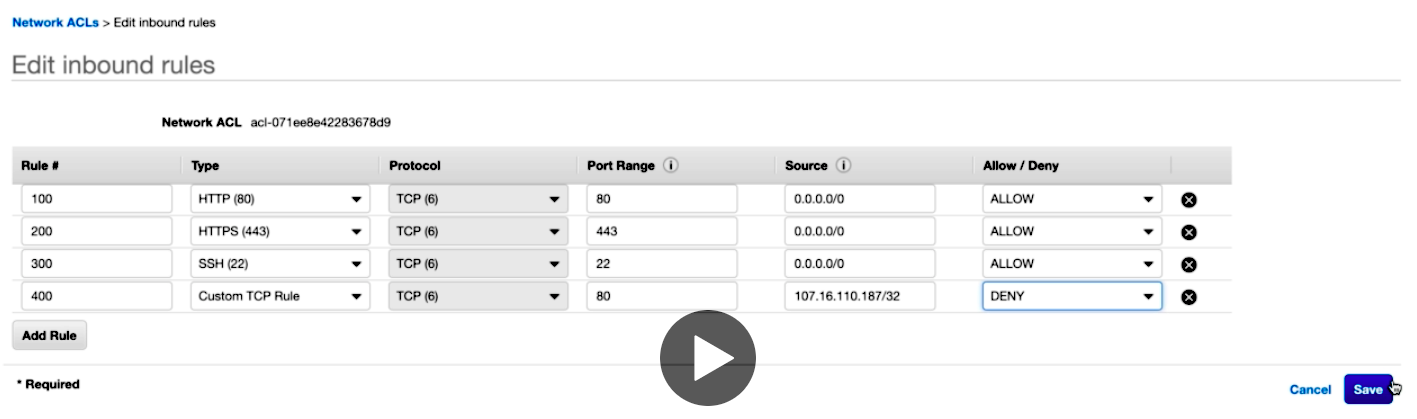 Network ACLs > Edit inbound rules
Edit inbound rules
Network ACL acl-071ee8e42283678d9
Rule # Type Protocol Port Range i Source i Allow / Deny
100 HTTP (80) TCP (6) 80 0.0.0.0/0 ALLOW
200 HTTPS (443) TCP (6) 443 0.0.0.0/0 ALLOW
300 SSH (22) TCP (6) 22 0.0.0.0/0 ALLOW
400 Custom TCP Rule TCP (6) 80 107.16.110.187/32 DENY
Add Rule
* Required
Cancel Save